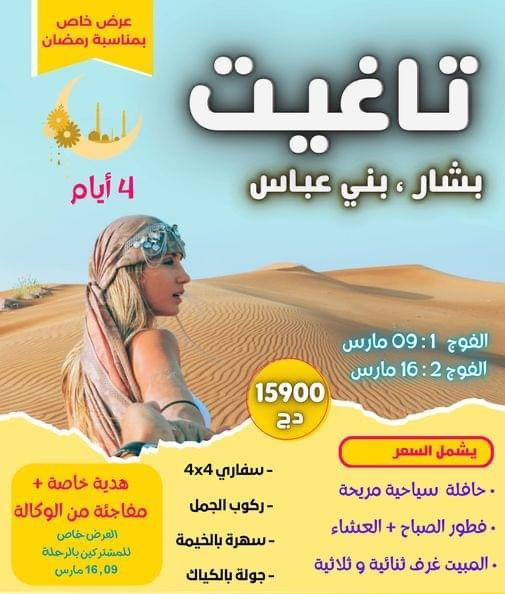 عرض خاص
بمناسبة رمضان
تاغيت
بشار ، بني عباس
4 أيام
الفوج 1 : 09 مارس
الفوج 2 : 16 مارس
15900
دج
يشمل السعر
• حافلة سياحية مريحة
• فطور الصباح + العشاء
• المبيت غرف ثنائية و ثلاثية
- سفاري 4x4
- ركوب الجمل
- سهرة بالخيمة
- جولة بالكياك
هدية خاصة +
مفاجئة من الوكالة
العرض خاص
للمشتركين بالرحلة
09, 16 مارس